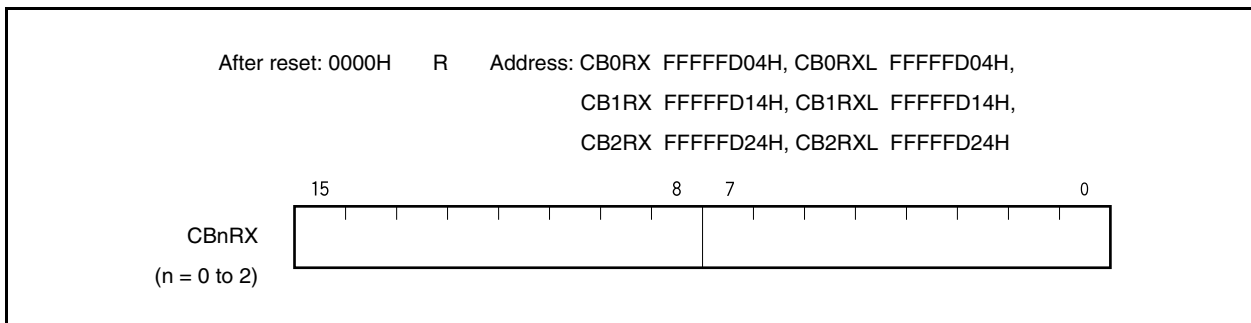 After reset: 0000H R Address: CB0RX FFFFFD04H, CB0RXL FFFFFD04H,
CB1RX FFFFFD14H, CB1RXL FFFFFD14H,
CB2RX FFFFFD24H, CB2RXL FFFFFD24H
15 8 7 0
CBnRX
(n = 0 to 2)